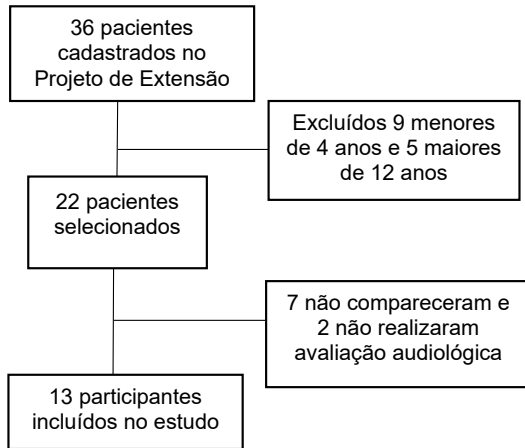 36 pacientes
cadastrados no
Projeto de Extensão
Excluídos 9 menores
de 4 anos e 5 maiores
de 12 anos
22 pacientes
selecionados
7 não compareceram e
2 não realizaram
avaliação audiológica
13 participantes
incluídos no estudo